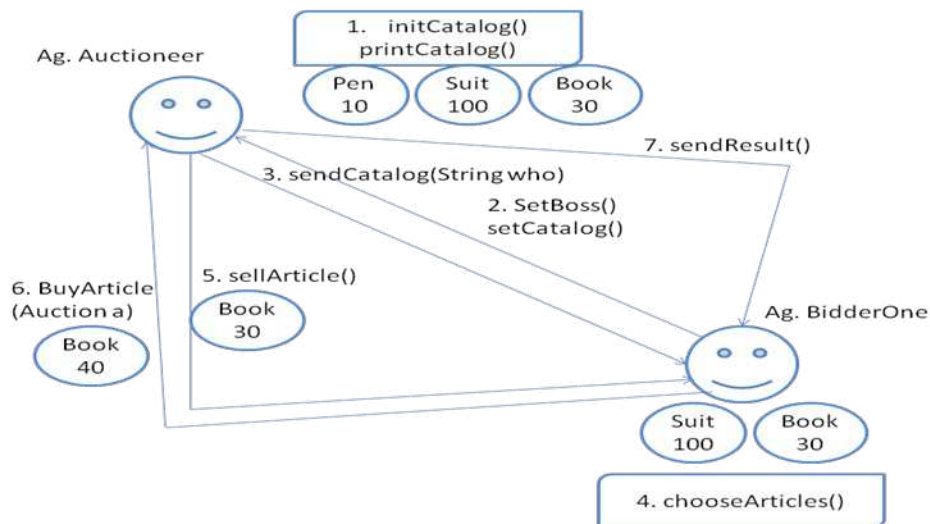 1. initCatalog()
printCatalog()
Ag. Auctioneer
Pen
10
Suit
100
Book
30
7. sendResult()
3. sendCatalog(String who)
2. SetBoss()
setCatalog()
5. sellArticle()
6. BuyArticle
(Auction a)
Book
30
Book
40
Ag. BidderOne
Suit
100
Book
30
4. chooseArticles()